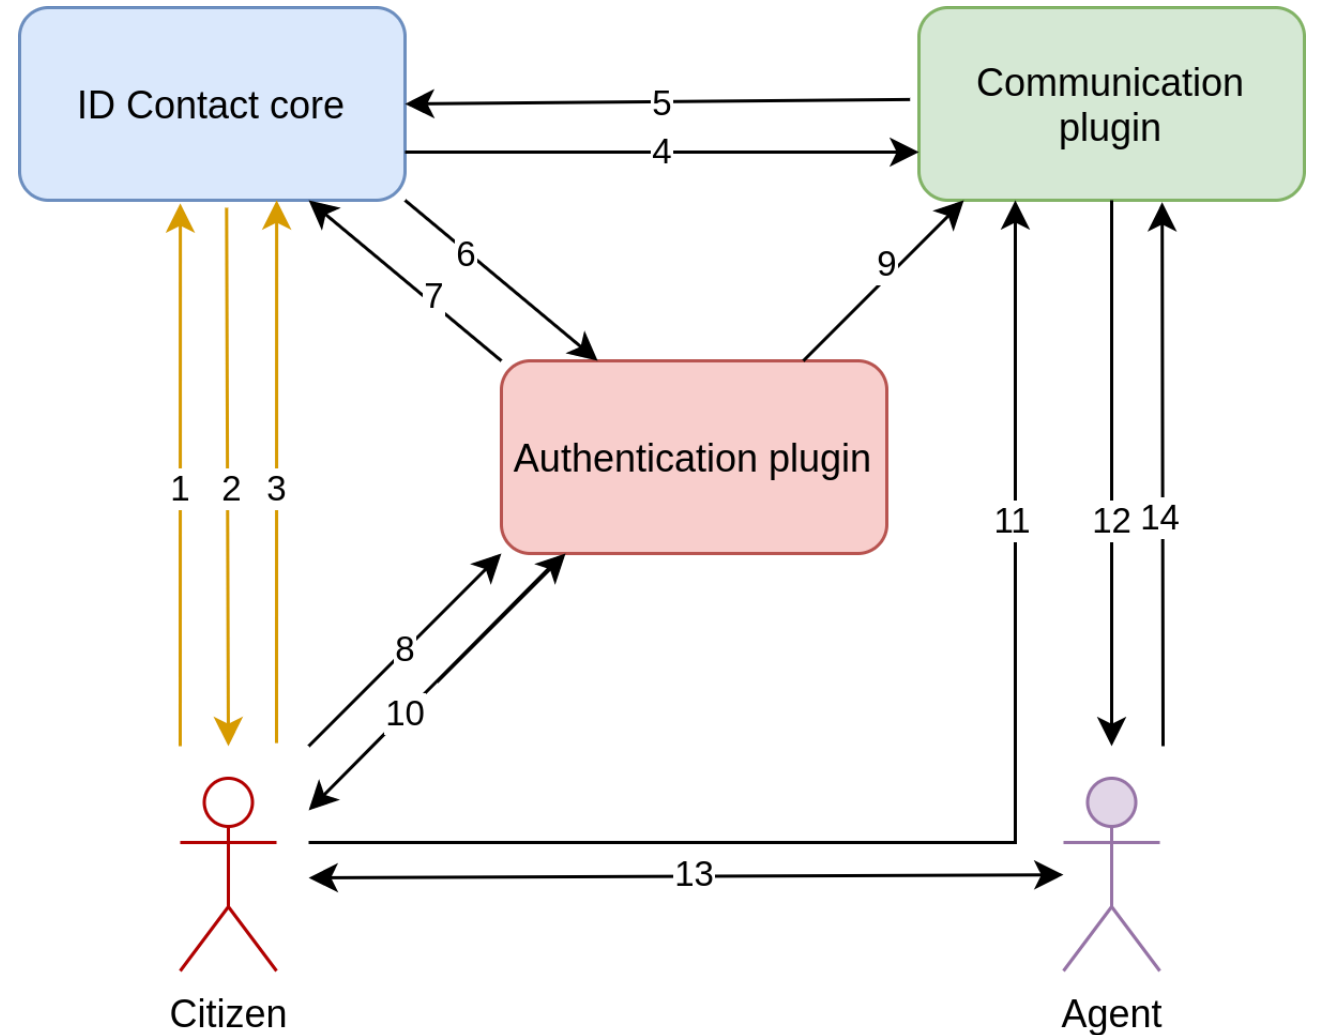 ID Contact core
Communication
plugin
5
4
6
7
9
Authentication plugin
1
2
3
11
12
14
8
10
13
Citizen
Agent